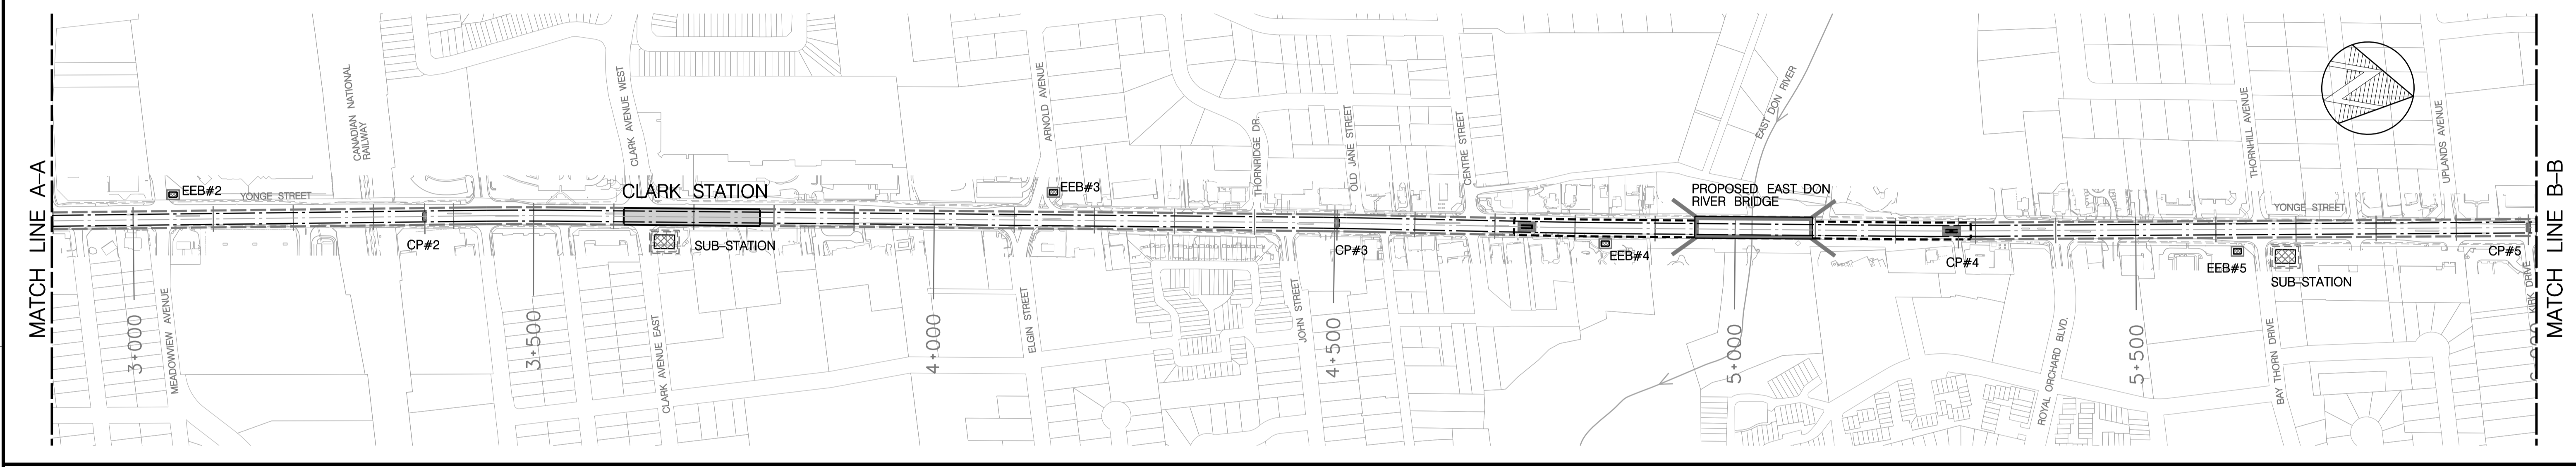 MATCH LINE A–A
EEB#2
YONGE STREET
3+000
MEADOWVIEW AVENUE
CANADIAN NATIONAL
RAILWAY
CP#2
3+500
CLARK AVENUE WEST
CLARK STATION
SUB–STATION
CLARK AVENUE EAST
4+000
ELGIN STREET
ARNOLD AVENUE
EEB#3
THORNRIDGE DR.
JOHN STREET
OLD JANE STREET
CP#3
4+500
CENTRE STREET
EEB#4
PROPOSED EAST DON
RIVER BRIDGE
EAST DON RIVER
5+000
CP#4
ROYAL ORCHARD BLVD.
5+500
THORNHILL AVENUE
YONGE STREET
EEB#5
SUB–STATION
BAY THORN DRIVE
UPLANDS AVENUE
CP#5
KIRK DRIVE
MATCH LINE B–B